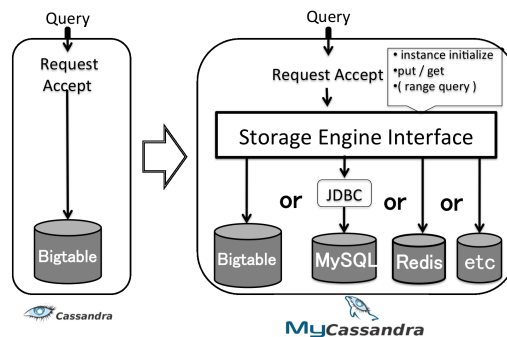 Query
Request
Accept
Bigtable
Cassandra
Query
• instance initialize
•put / get
•( range query )
Request Accept
Storage Engine Interface
or
JDBC
or
or
Bigtable
MySQL
Redis
etc
MyCassandra